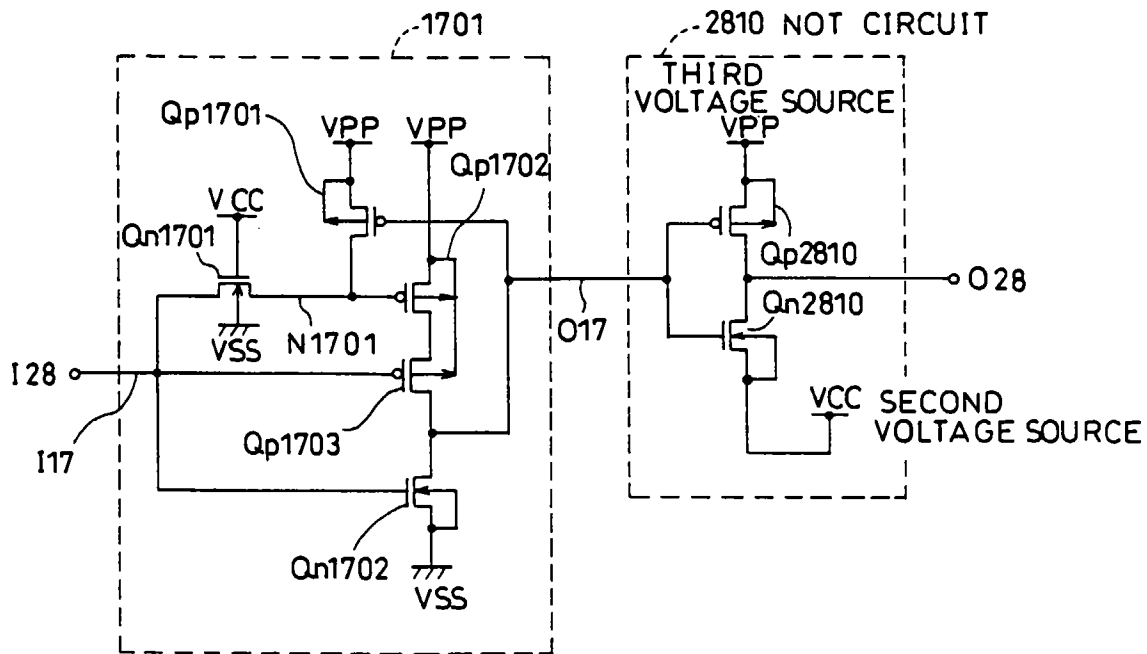 1701
2810 NOT CIRCUIT
THIRD
VOLTAGE SOURCE
Qp1701
VPP
VPP
VPP
Qp1702
VCC
Qn1701
Qp2810
O28
Qn2810
VSS
N1701
O17
I28
VCC
SECOND
VOLTAGE SOURCE
I17
Qp1703
Qn1702
VSS